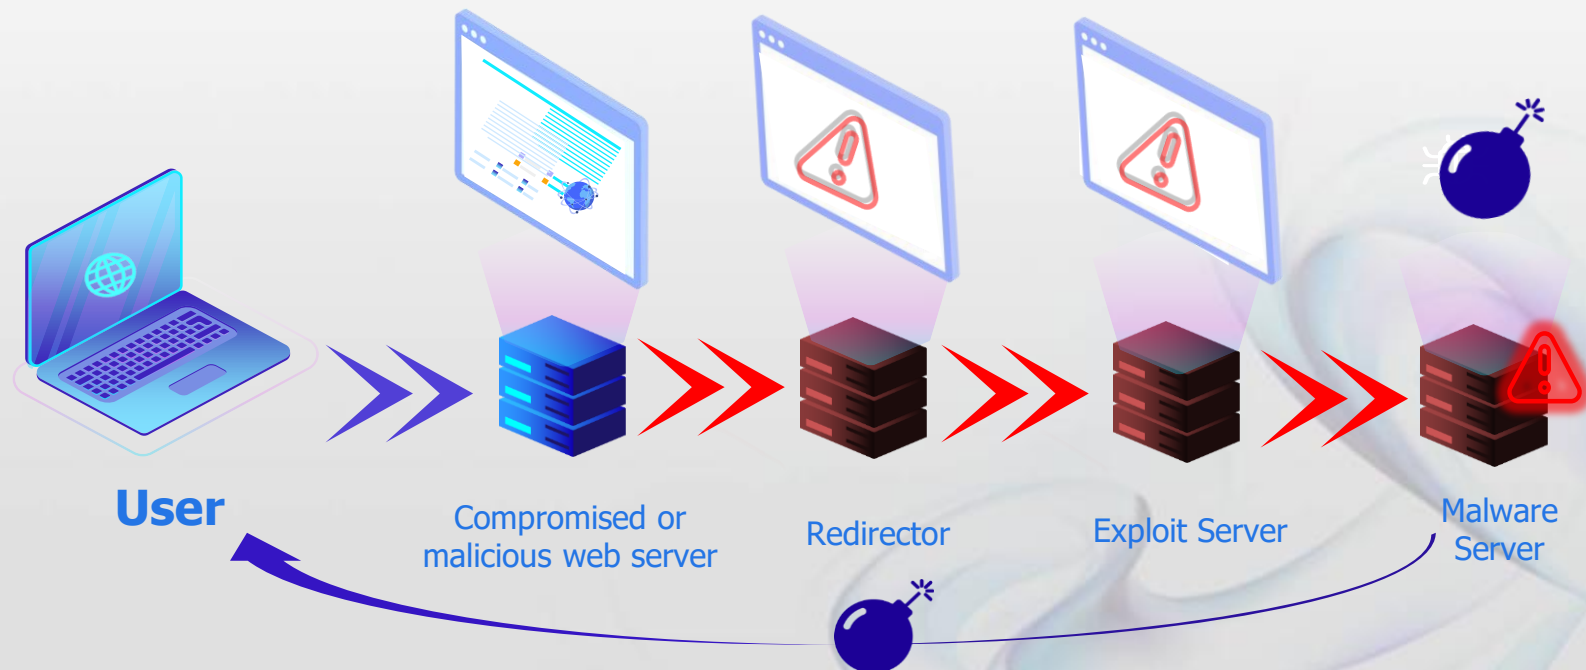 User
Compromised or
malicious web server
Redirector
Exploit Server
Malware
Server